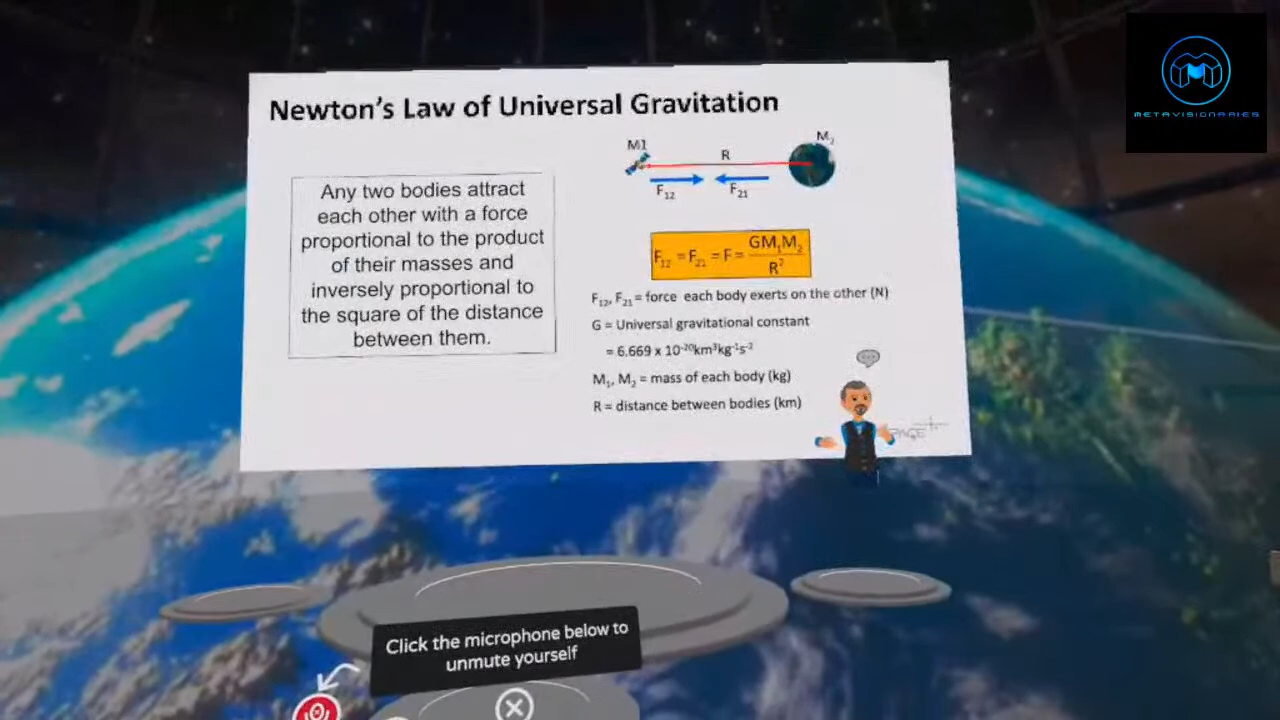 METAVISIONARIES
Newton's Law of Universal Gravitation
Any two bodies attract
each other with a force
proportional to the product
of their masses and
inversely proportional to
the square of the distance
between them.
M1
R
M₂
F₁₂
F₂₁
F₁₂ = F₂₁ = F = GM₁M₂
R²
F₁₂, F₂₁ = force each body exerts on the other (N)
G = Universal gravitational constant
= 6.669 x 10⁻²⁰km³kg⁻¹s⁻²
M₁, M₂ = mass of each body (kg)
R = distance between bodies (km)
PAGE
Click the microphone below to
unmute yourself